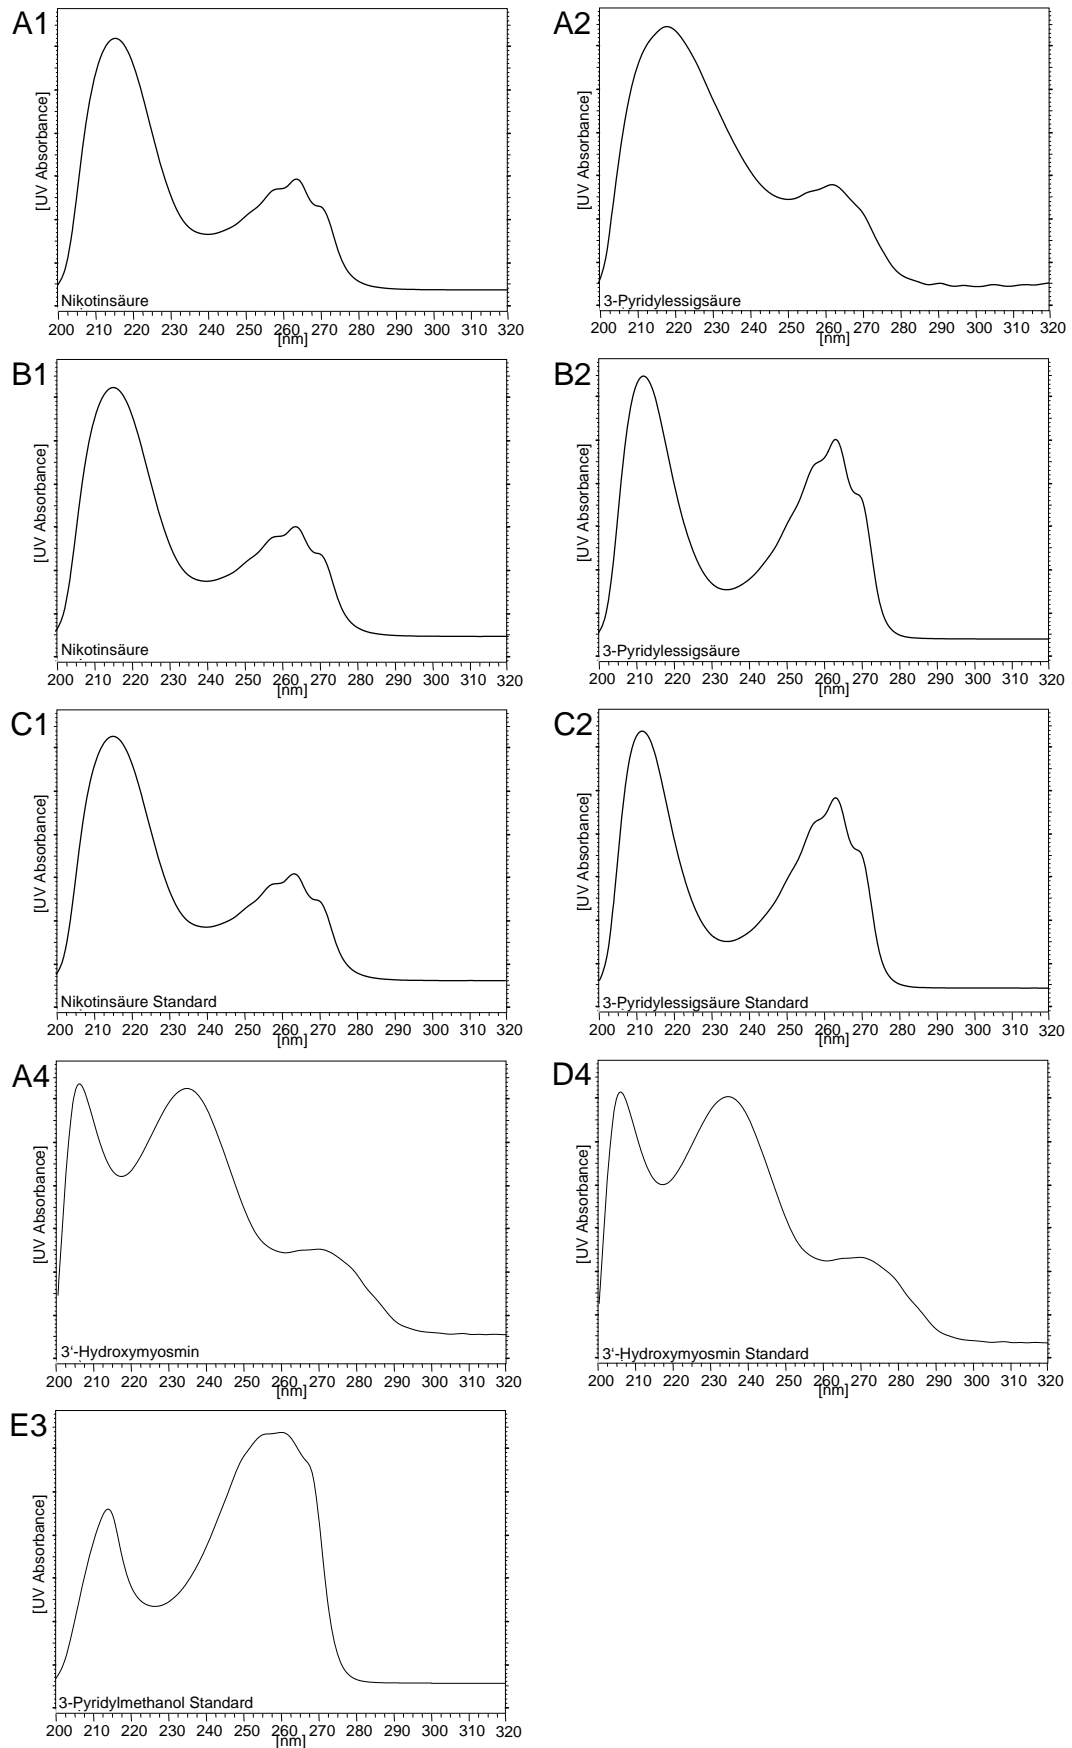 A1
[UV Absorbance]
Nikotinsäure
200 210 220 230 240 250 260 270 280 290 300 310 320
[nm]
A2
[UV Absorbance]
3-Pyridylessigsäure
200 210 220 230 240 250 260 270 280 290 300 310 320
[nm]
B1
[UV Absorbance]
Nikotinsäure
200 210 220 230 240 250 260 270 280 290 300 310 320
[nm]
B2
[UV Absorbance]
3-Pyridylessigsäure
200 210 220 230 240 250 260 270 280 290 300 310 320
[nm]
C1
[UV Absorbance]
Nikotinsäure Standard
200 210 220 230 240 250 260 270 280 290 300 310 320
[nm]
C2
[UV Absorbance]
3-Pyridylessigsäure Standard
200 210 220 230 240 250 260 270 280 290 300 310 320
[nm]
A4
[UV Absorbance]
3‘-Hydroxymyosmin
200 210 220 230 240 250 260 270 280 290 300 310 320
[nm]
D4
[UV Absorbance]
3‘-Hydroxymyosmin Standard
200 210 220 230 240 250 260 270 280 290 300 310 320
[nm]
E3
[UV Absorbance]
3-Pyridylmethanol Standard
200 210 220 230 240 250 260 270 280 290 300 310 320
[nm]